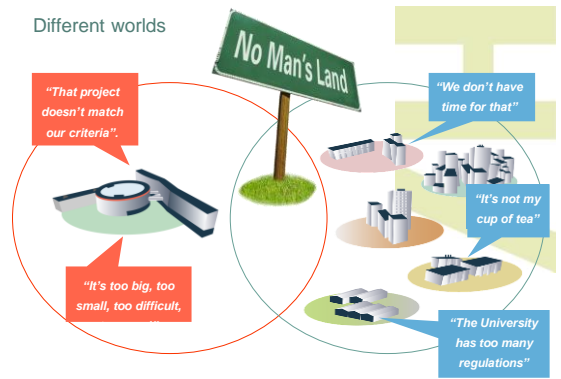 Different worlds
No Man's Land
"That project
doesn't match
our criteria".
"We don't have
time for that"
"It's not my
cup of tea"
"It's too big, too
small, too difficult,
"The University
has too many
regulations"